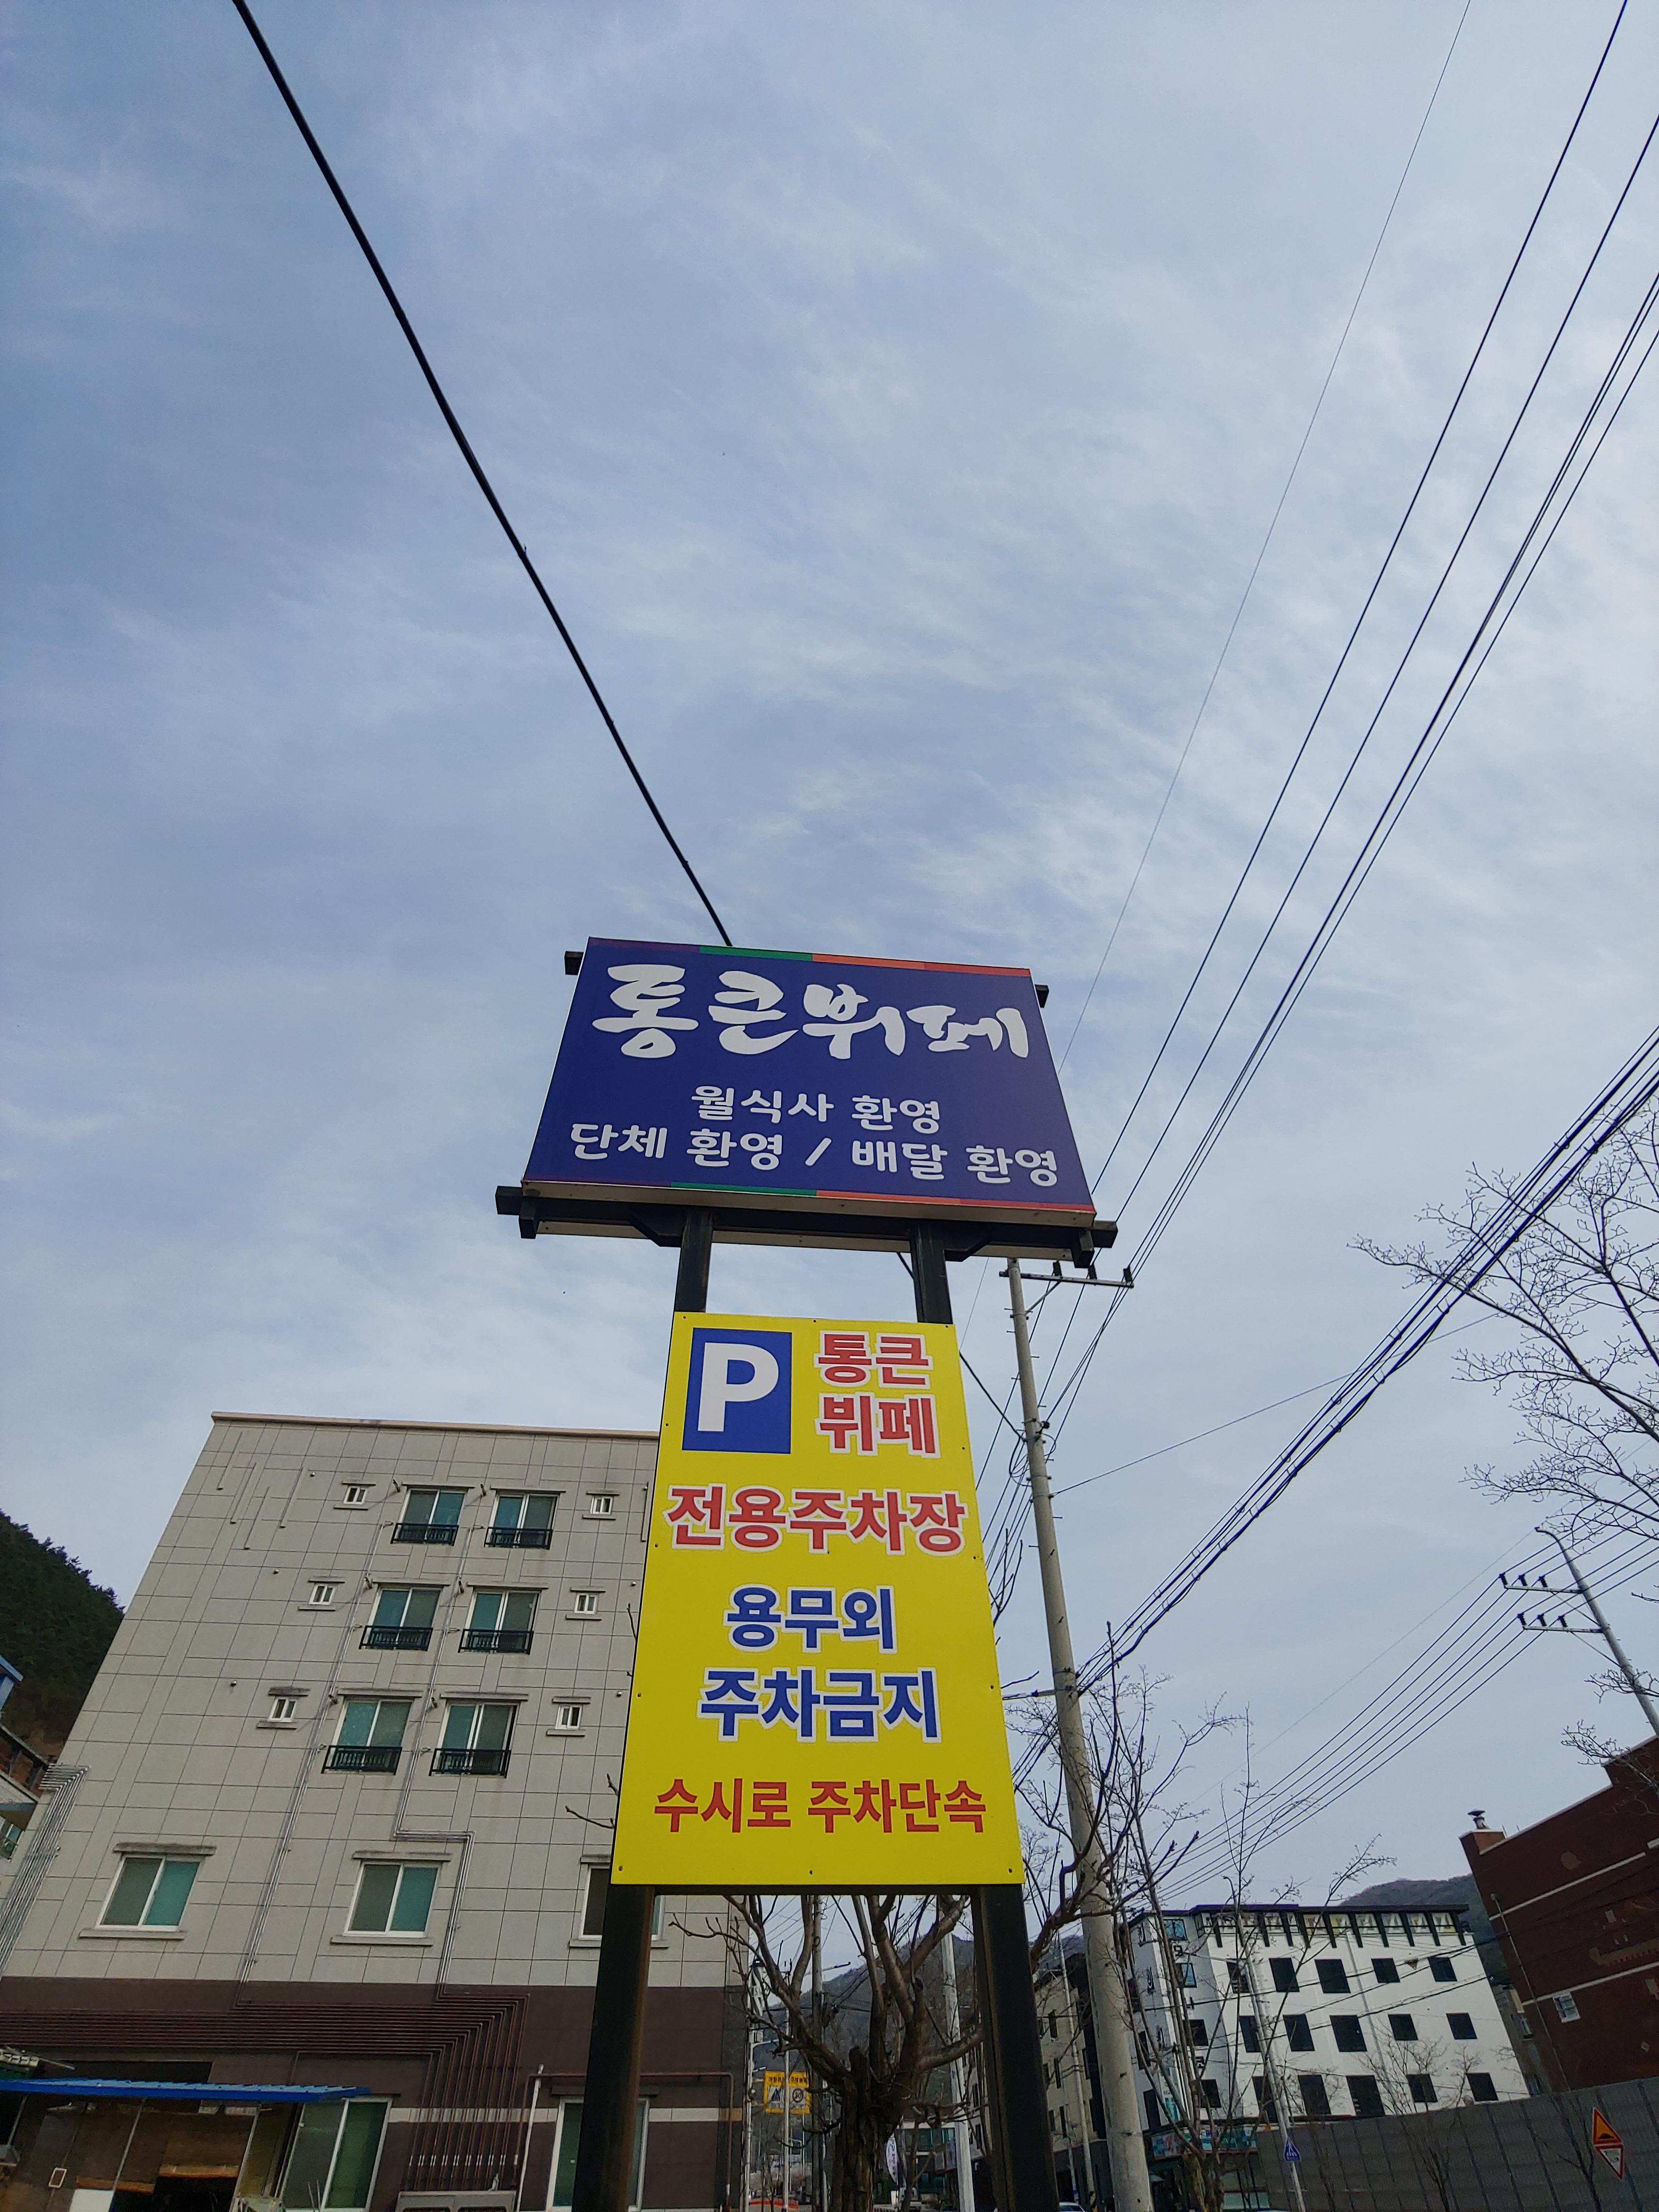 통큰뷔페
월식사 환영
단체 환영 / 배달 환영
P
통큰
뷔페
전용주차장
용무외
주차금지
수시로 주차단속